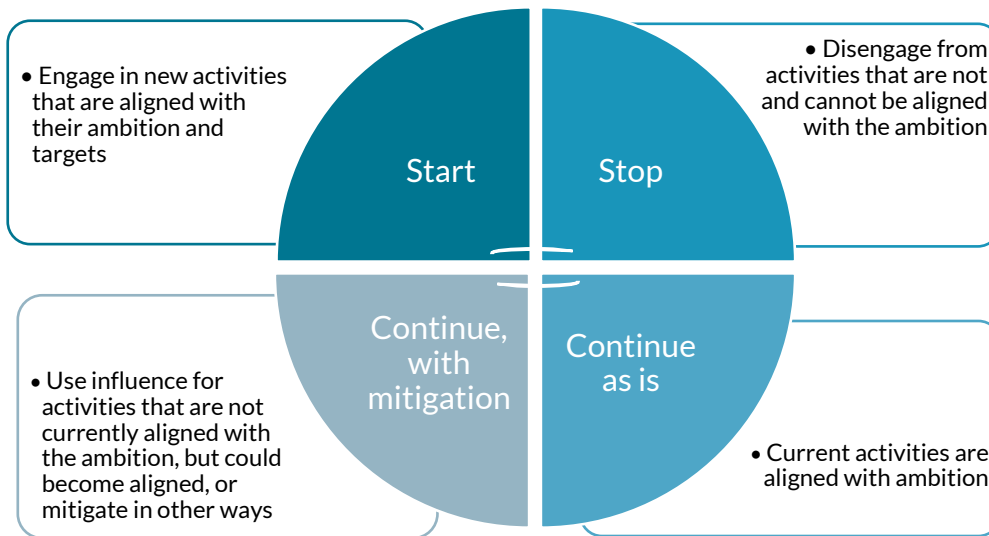 • Engage in new activities
that are aligned with
their ambition and
targets
Start
Stop
• Disengage from
activities that are not
and cannot be aligned
with the ambition
• Use influence for
activities that are not
currently aligned with
the ambition, but could
become aligned, or
mitigate in other ways
Continue,
with
mitigation
Continue
as is
• Current activities are
aligned with ambition